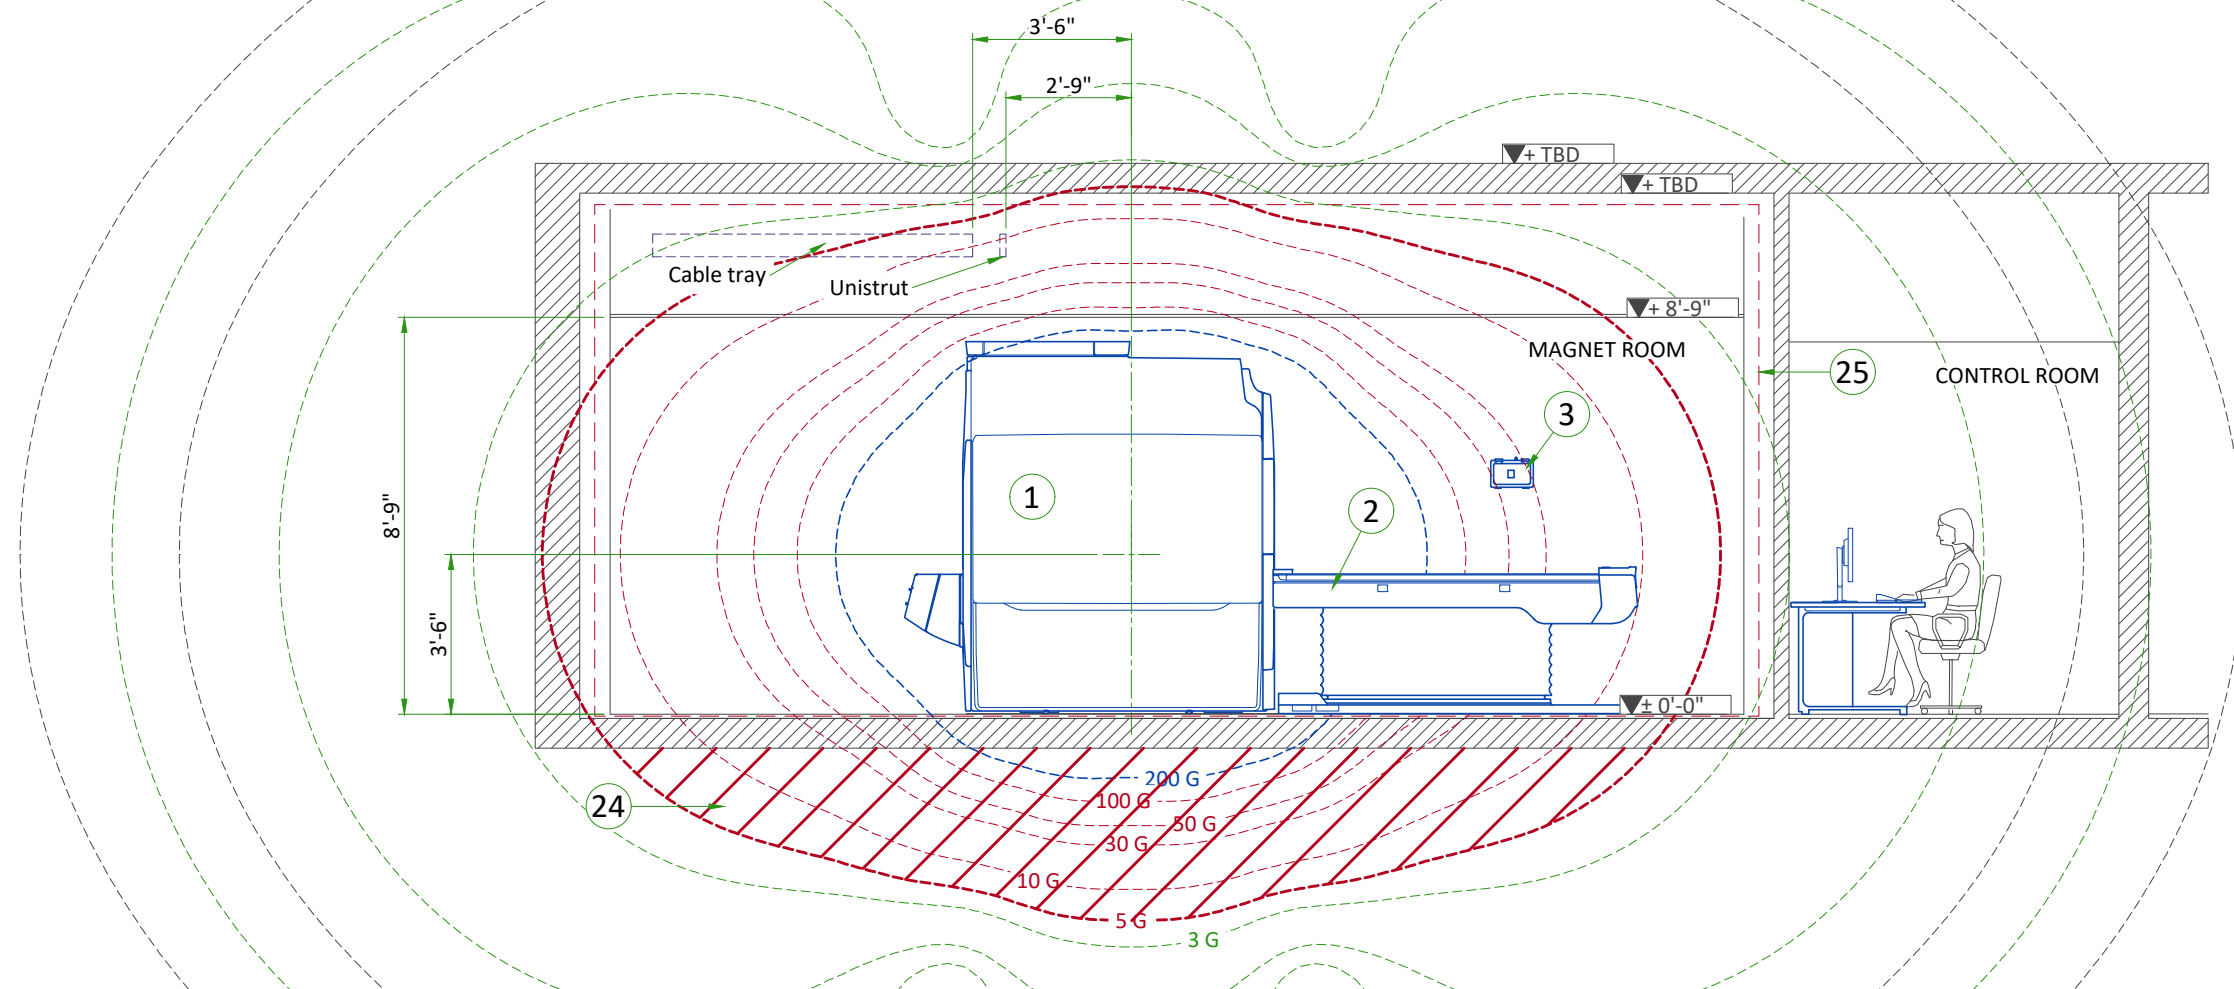 3'-6"
2'-9"
+ TBD
+ TBD
Cable tray
Unistrut
+ 8'-9"
MAGNET ROOM
25
CONTROL ROOM
3
1
2
8'-9"
3'-6"
± 0'-0"
24
200 G
100 G
50 G
30 G
10 G
5 G
3 G